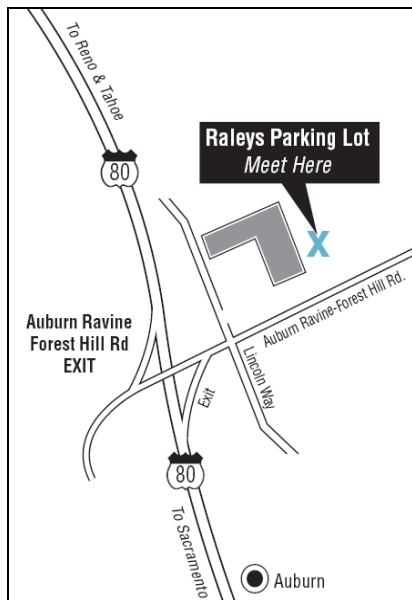 To Reno & Tahoe
80
Raleys Parking Lot
Meet Here
X
Auburn Ravine-Forest Hill Rd.
Auburn Ravine
Forest Hill Rd
EXIT
Exit
Lincoln Way
80
To Sacramento
Auburn